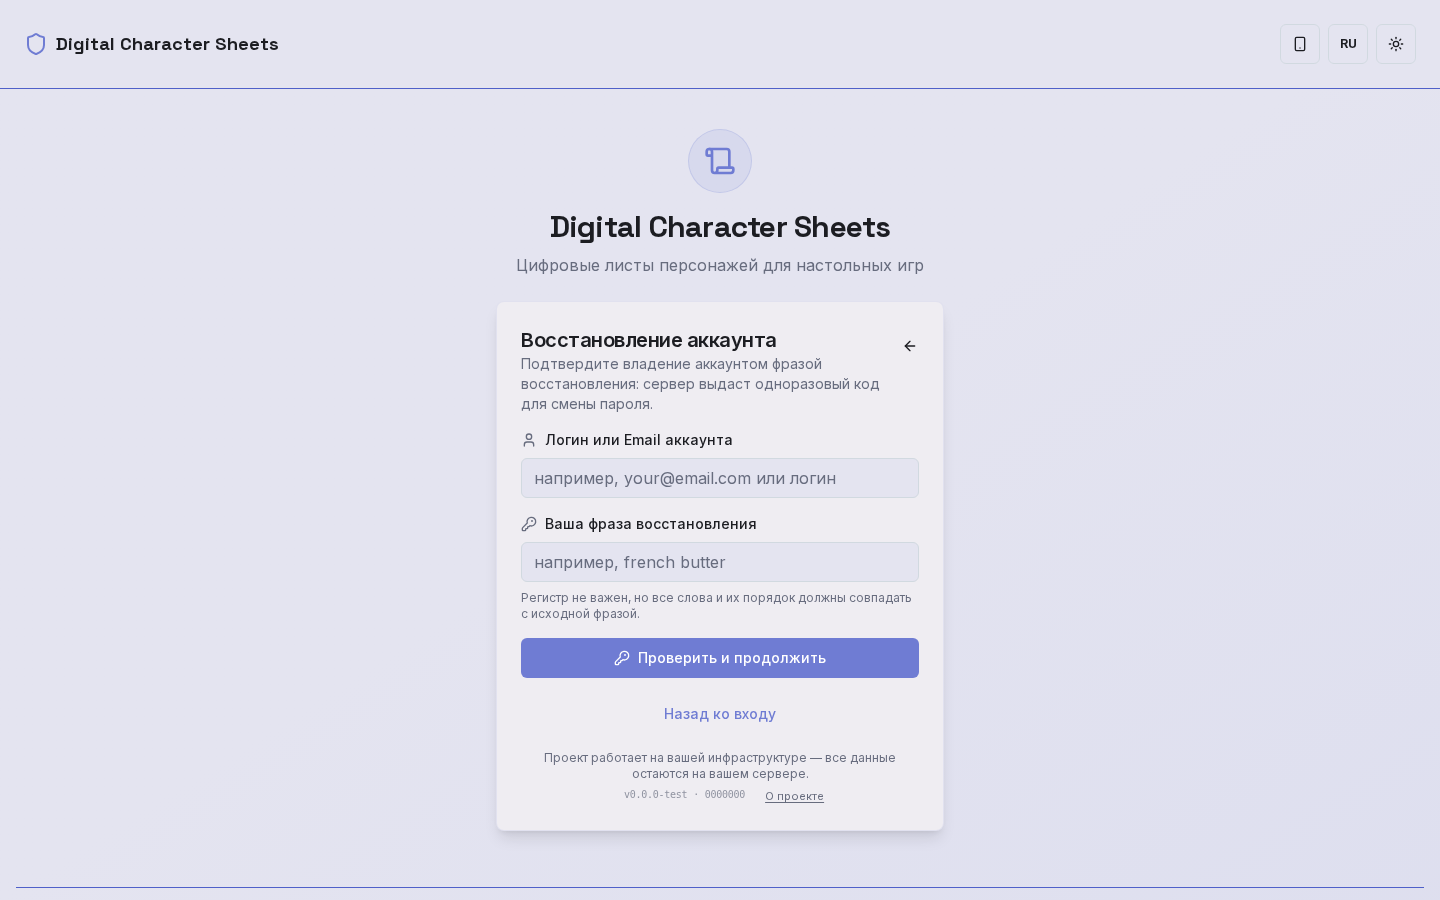 Digital Character Sheets
RU
Digital Character Sheets
Цифровые листы персонажей для настольных игр
Восстановление аккаунта
Подтвердите владение аккаунтом фразой
восстановления: сервер выдаст одноразовый код
для смены пароля.
Логин или Email аккаунта
например, your@email.com или логин
Ваша фраза восстановления
например, french butter
Регистр не важен, но все слова и их порядок должны совпадать
с исходной фразой.
Проверить и продолжить
Назад ко входу
Проект работает на вашей инфраструктуре — все данные
остаются на вашем сервере.
v0.0.0-test · 0000000 О проекте